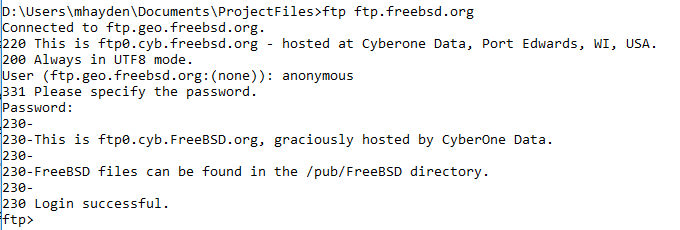 D:\Users\mhayden\Documents\ProjectFiles>ftp ftp.freebsd.org
Connected to ftp.geo.freebsd.org.
220 This is ftp0.cyb.freebsd.org - hosted at Cyberone Data, Port Edwards, WI, USA.
200 Always in UTF8 mode.
User (ftp.geo.freebsd.org:(none)): anonymous
331 Please specify the password.
Password:
230-
230-This is ftp0.cyb.FreeBSD.org, graciously hosted by CyberOne Data.
230-
230-FreeBSD files can be found in the /pub/FreeBSD directory.
230-
230 Login successful.
ftp>